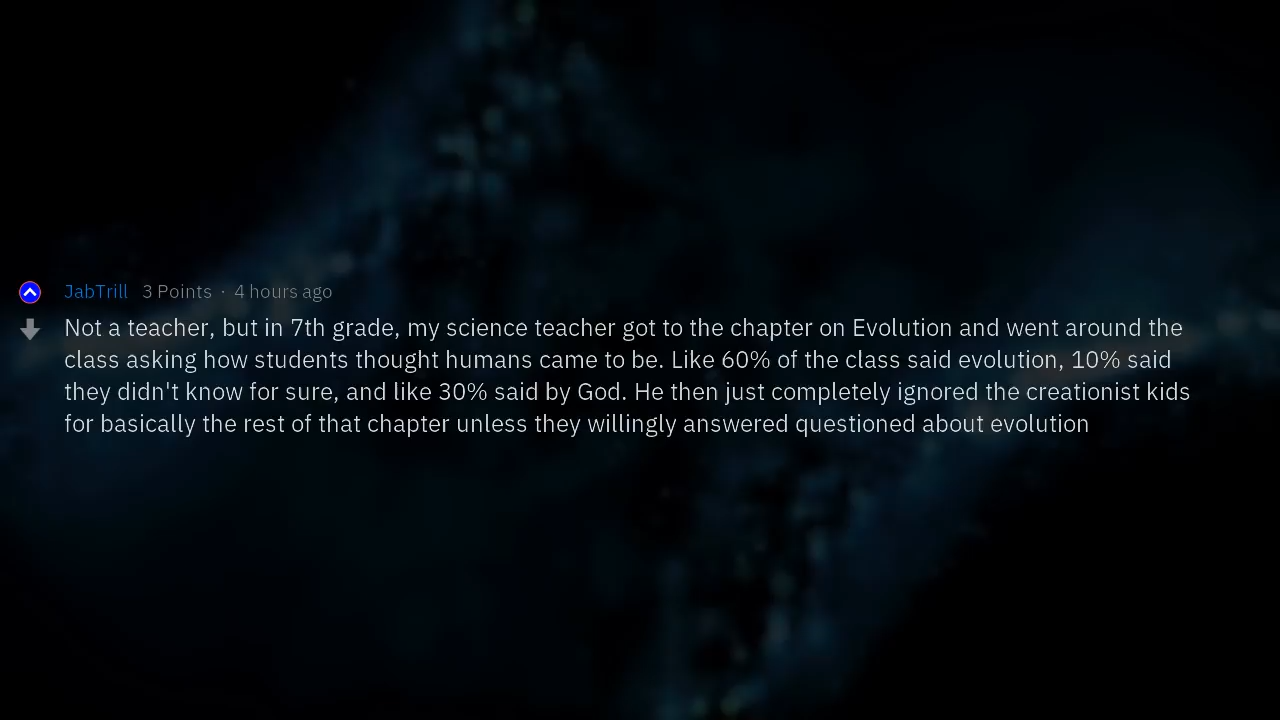 JabTrill 3 Points · 4 hours ago
Not a teacher, but in 7th grade, my science teacher got to the chapter on Evolution and went around the
class asking how students thought humans came to be. Like 60% of the class said evolution, 10% said
they didn't know for sure, and like 30% said by God. He then just completely ignored the creationist kids
for basically the rest of that chapter unless they willingly answered questioned about evolution